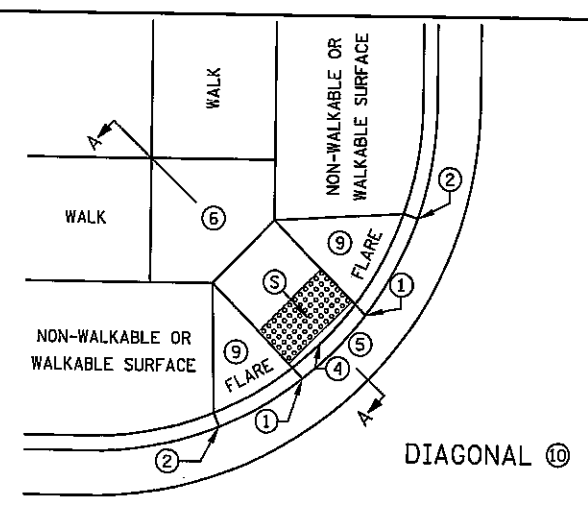 WALK
NON-WALKABLE OR
WALKABLE SURFACE
A
2
6
WALK
9
FLARE
S
1
NON-WALKABLE OR
WALKABLE SURFACE
9
FLARE
5
4
1
A
2
DIAGONAL 10